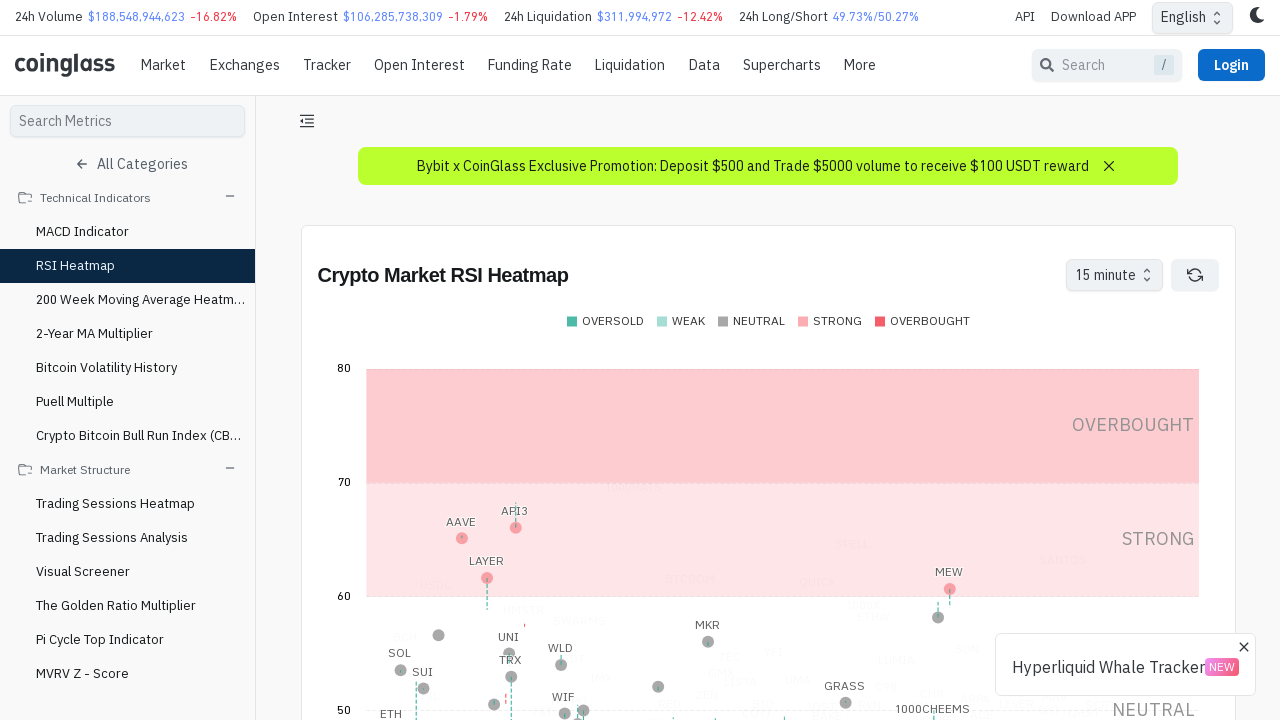 24h Volume $188,548,944,623 -16.82% Open Interest $106,285,738,309 -1.79% 24h Liquidation $311,994,972 -12.42% 24h Long/Short 49.73%/50.27% API Download APP English
coinglass Market Exchanges Tracker Open Interest Funding Rate Liquidation Data Supercharts More Search / Login
Search Metrics
All Categories
Technical Indicators
MACD Indicator
RSI Heatmap
200 Week Moving Average Heatm...
2-Year MA Multiplier
Bitcoin Volatility History
Puell Multiple
Crypto Bitcoin Bull Run Index (CB...
Market Structure
Trading Sessions Heatmap
Trading Sessions Analysis
Visual Screener
The Golden Ratio Multiplier
Pi Cycle Top Indicator
MVRV Z - Score
Bybit x CoinGlass Exclusive Promotion: Deposit $500 and Trade $5000 volume to receive $100 USDT reward
Crypto Market RSI Heatmap
15 minute
OVERSOLD WEAK NEUTRAL STRONG OVERBOUGHT
80
OVERBOUGHT
70
API3
AAVE
STRONG
LAYER
MEW
60
MKR
UNI
WLD
SOL
TRX
SUI
GRASS
WIF
1000CHEEMS
ETH
50
NEUTRAL
Hyperliquid Whale Tracker NEW